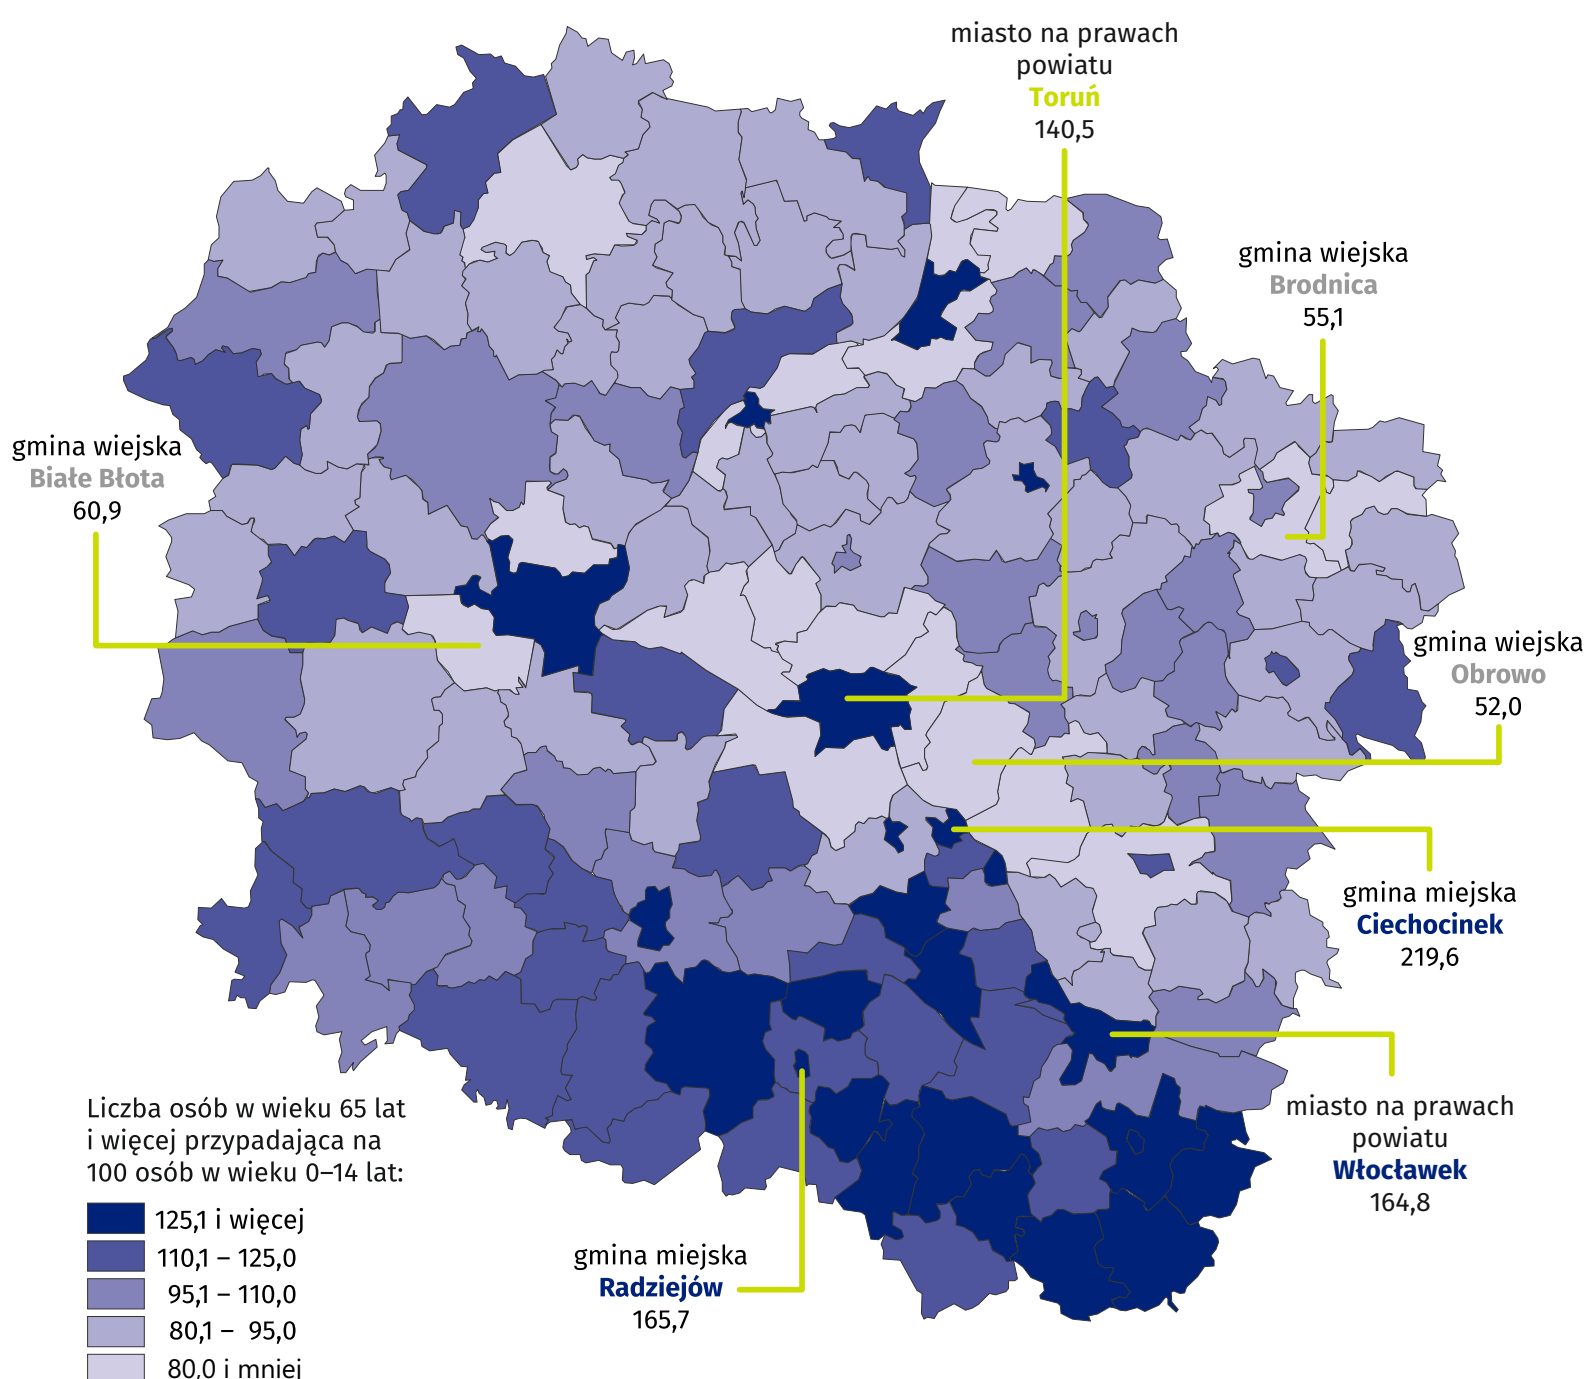 miasto na prawach
powiatu
Toruń
140,5
gmina wiejska
Brodnica
55,1
gmina wiejska
Białe Błota
60,9
gmina wiejska
Obrowo
52,0
gmina miejska
Ciechocinek
219,6
miasto na prawach
powiatu
Włocławek
164,8
gmina miejska
Radziejów
165,7
Liczba osób w wieku 65 lat
i więcej przypadająca na
100 osób w wieku 0–14 lat:
125,1 i więcej
110,1 – 125,0
95,1 – 110,0
80,1 – 95,0
80,0 i mniej